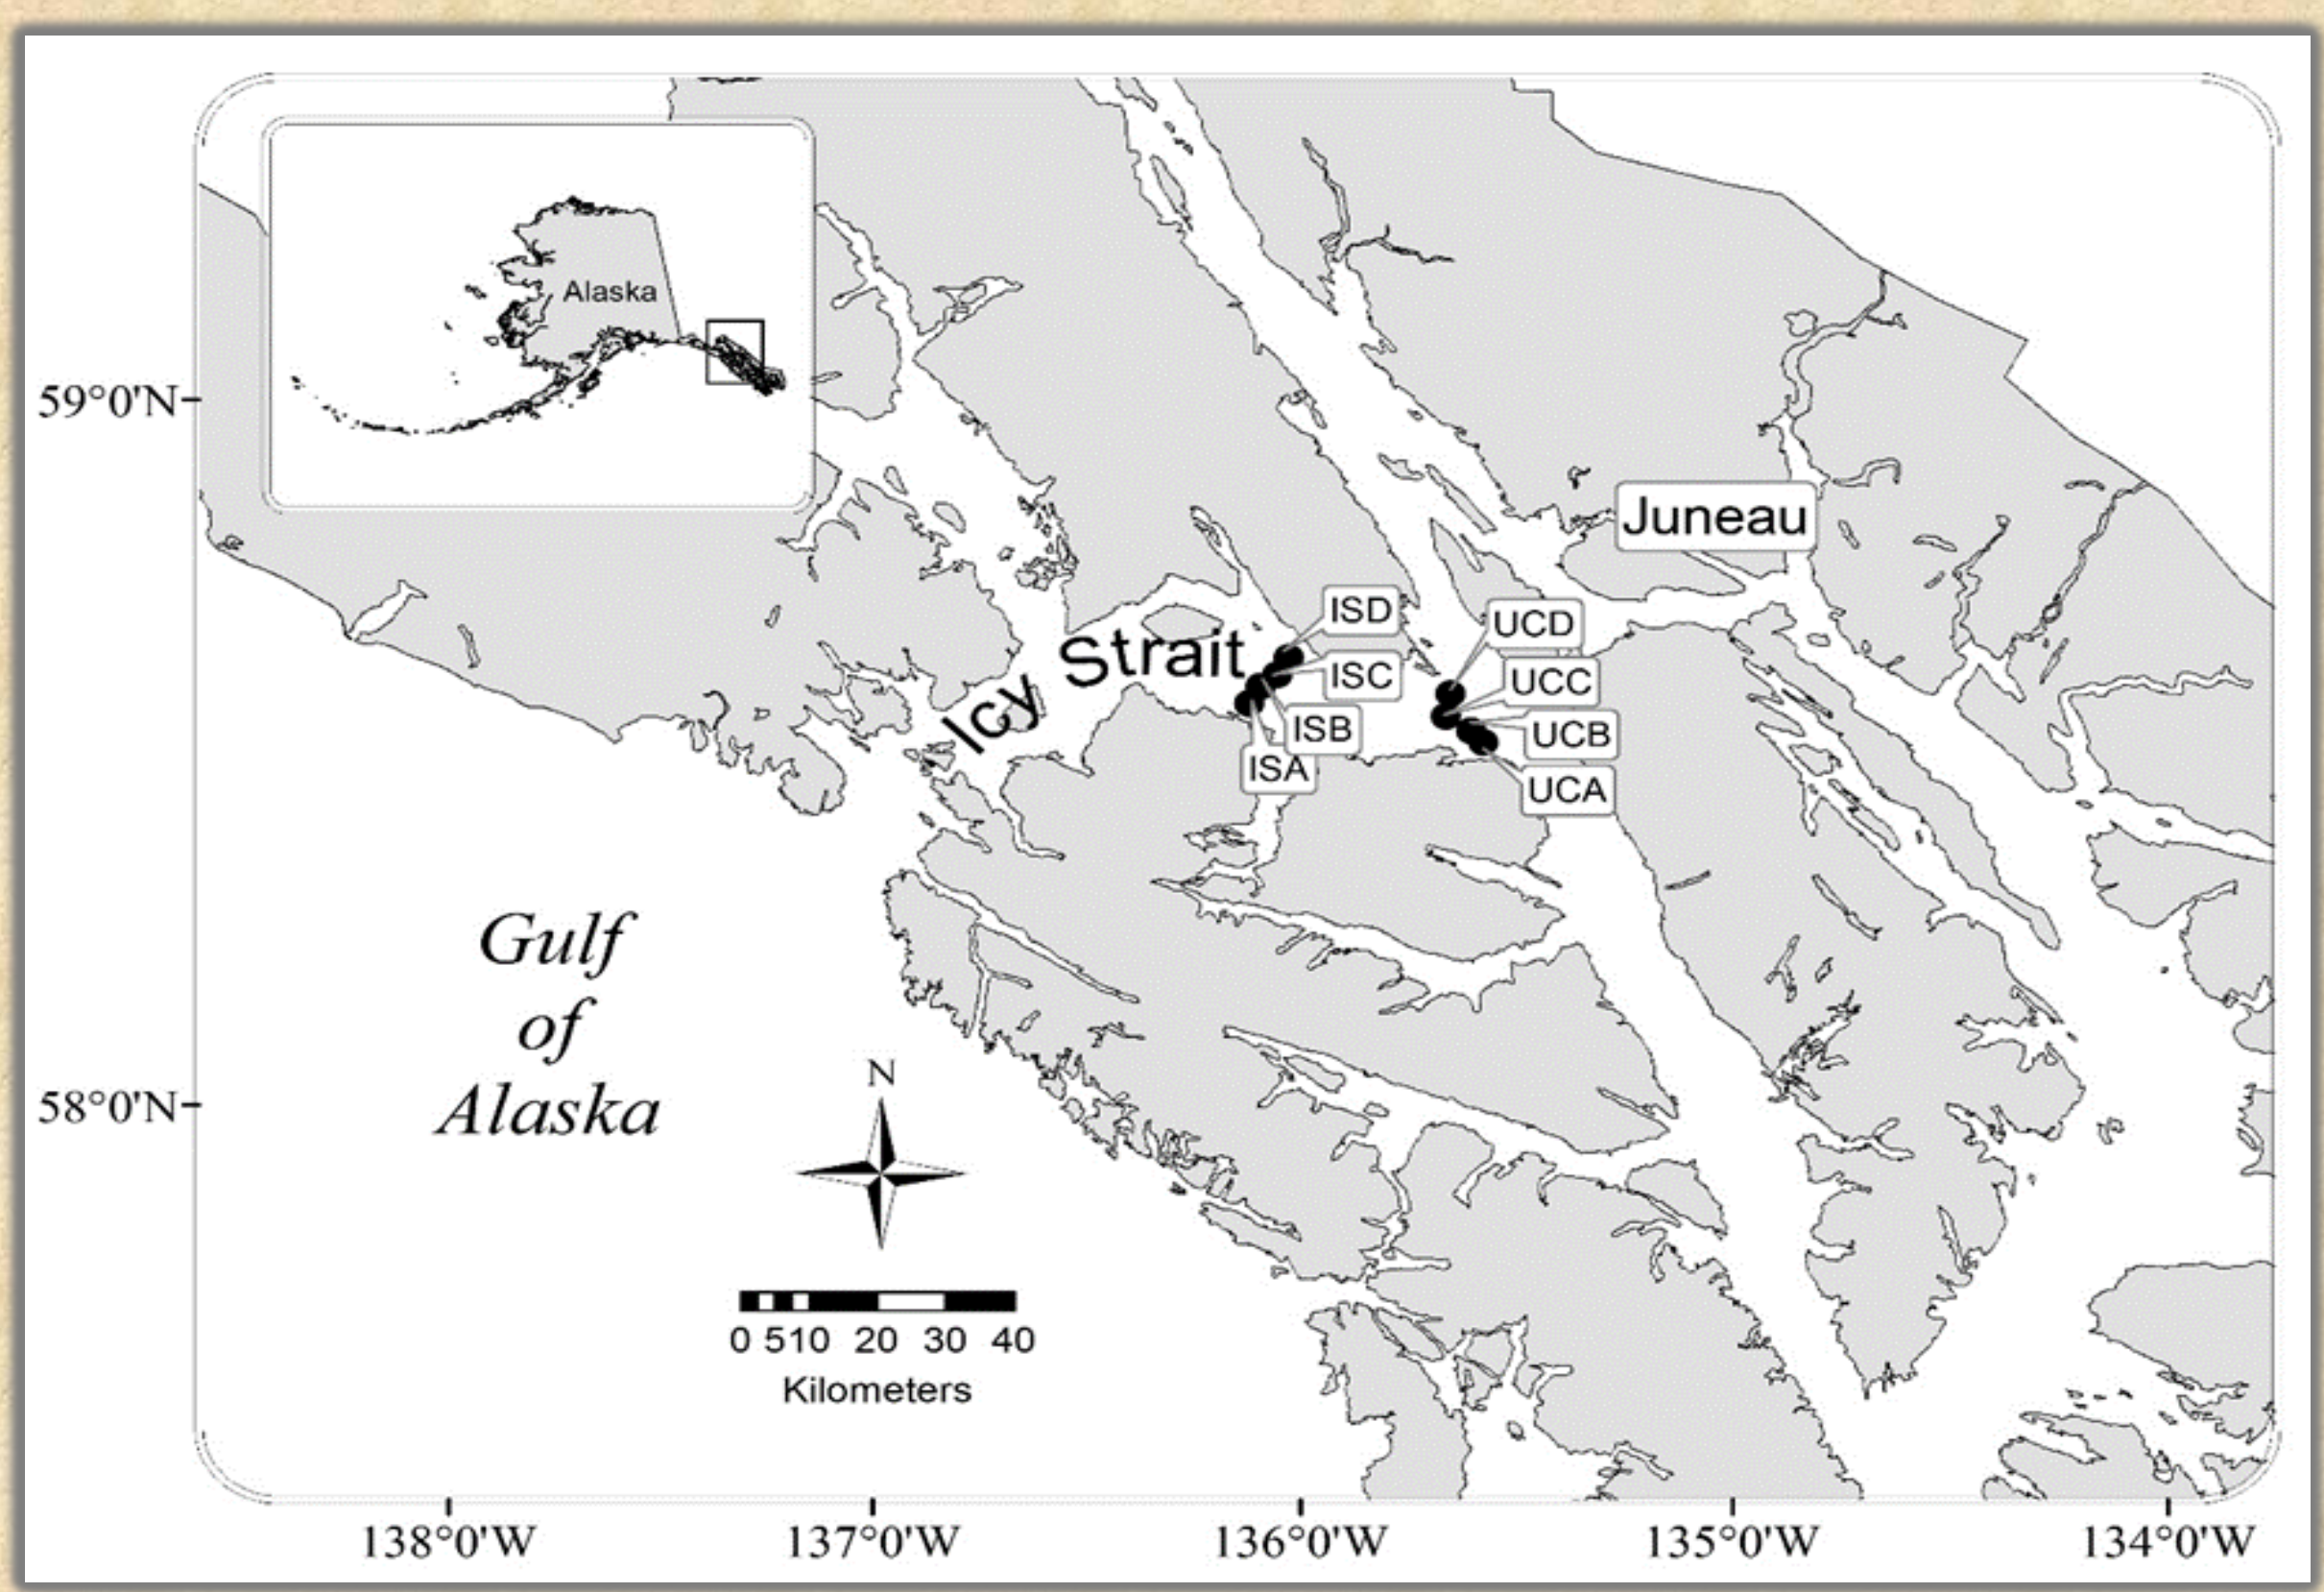 Alaska
59°0'N
Juneau
ISD
UCD
Icy Strait
ISC
UCC
ISB
UCB
ISA
UCA
Gulf
of
Alaska
N
58°0'N
0 5 10 20 30 40
Kilometers
138°0'W 137°0'W 136°0'W 135°0'W 134°0'W